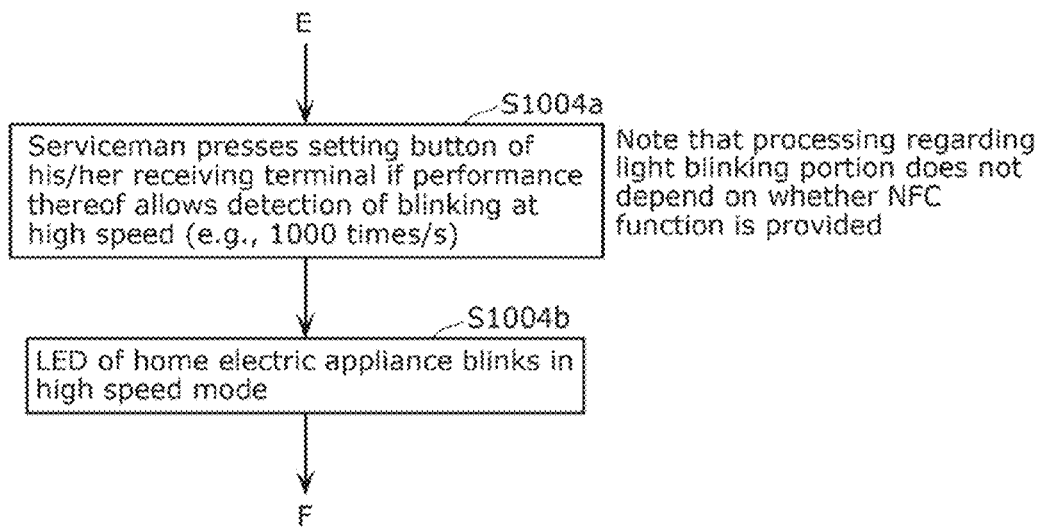 E
S1004a
Serviceman presses setting button of
his/her receiving terminal if performance
thereof allows detection of blinking at
high speed (e.g., 1000 times/s)
Note that processing regarding
light blinking portion does not
depend on whether NFC
function is provided
S1004b
LED of home electric appliance blinks in
high speed mode
F